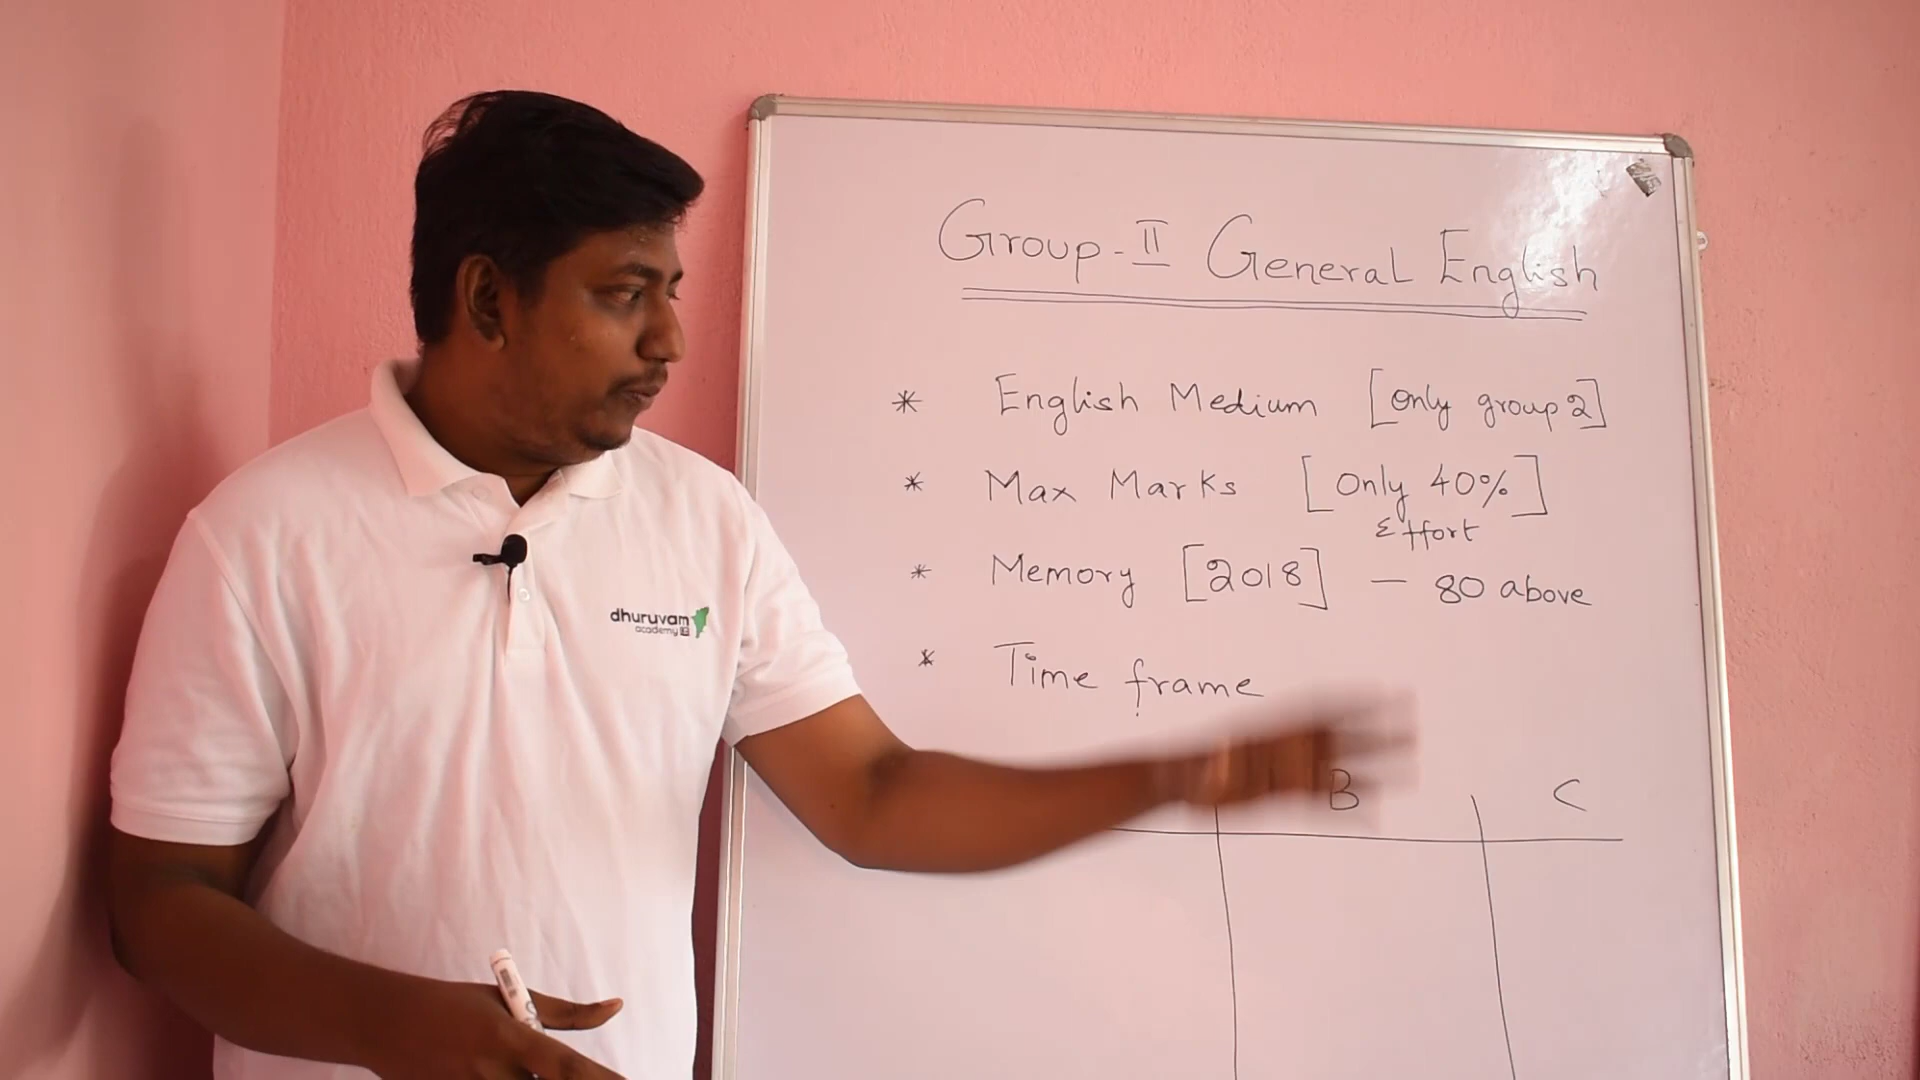 Group-II General English
* English Medium [Only group 2]
* Max Marks [Only 40%]
Effort
* Memory [2018] — 80 above
* Time frame
B C
dhuruvam
academy